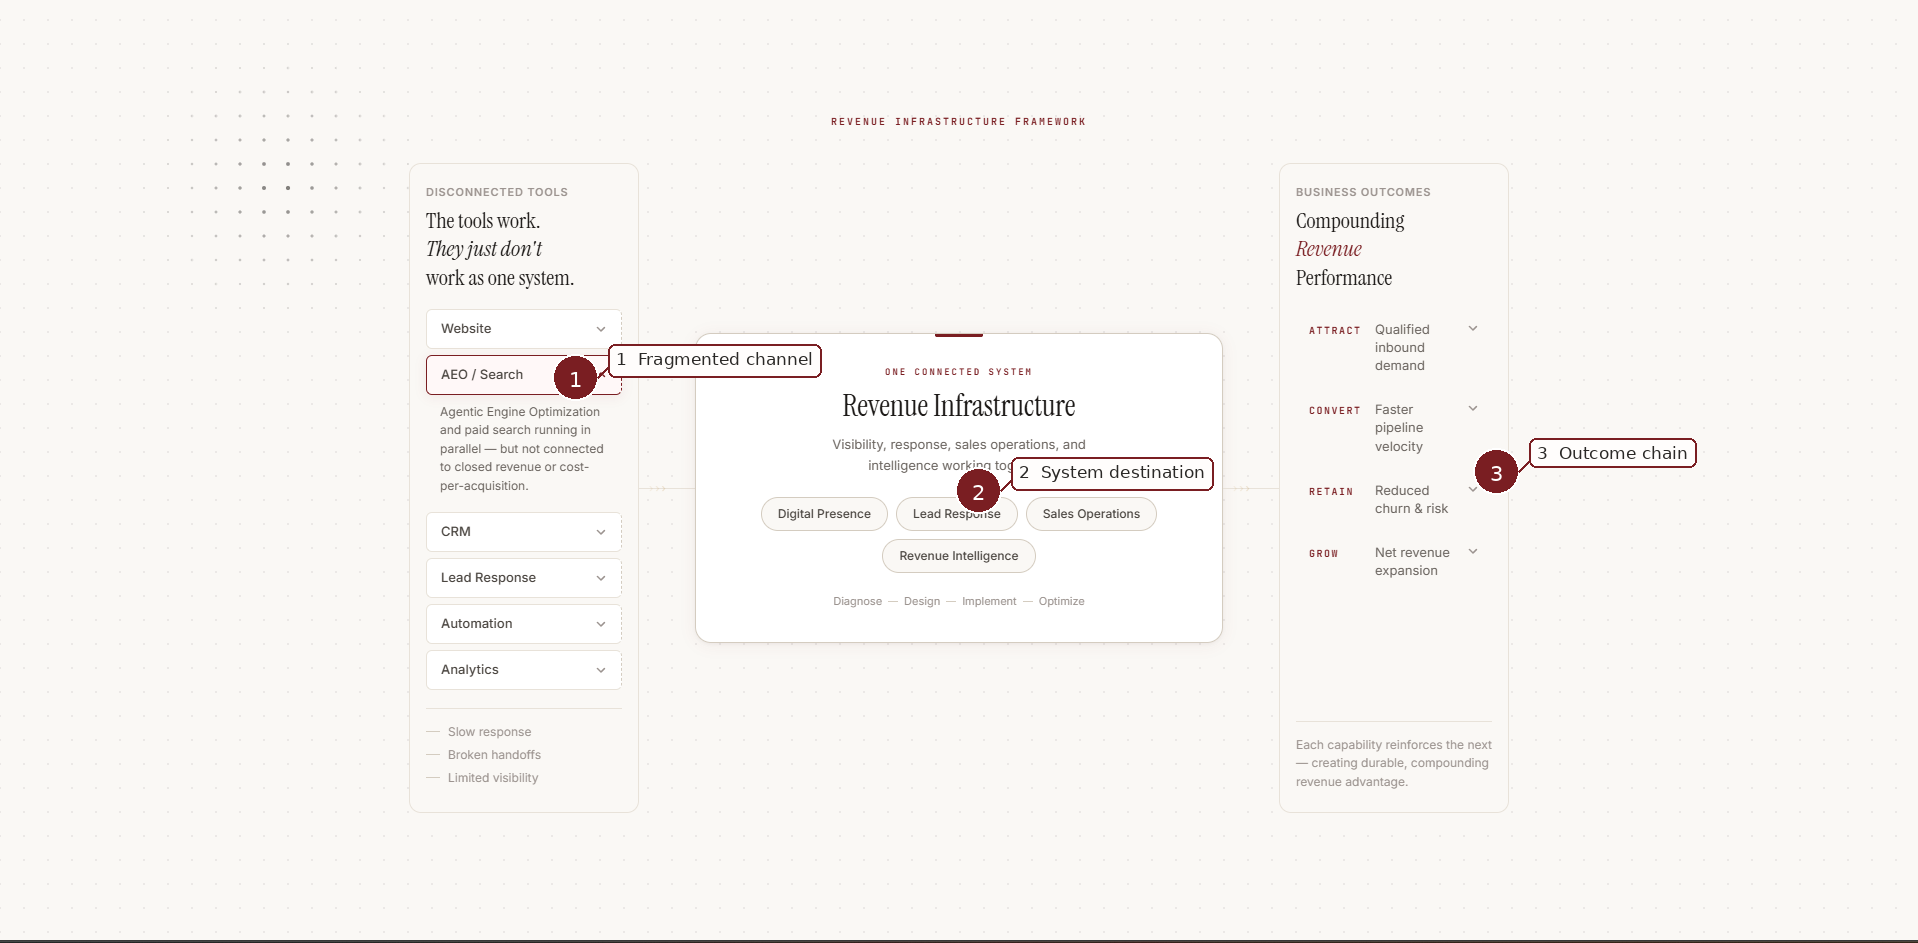 REVENUE INFRASTRUCTURE FRAMEWORK
DISCONNECTED TOOLS
The tools work.
They just don't
work as one system.
Website
AEO / Search
1
1 Fragmented channel
Agentic Engine Optimization
and paid search running in
parallel — but not connected
to closed revenue or cost-
per-acquisition.
CRM
Lead Response
Automation
Analytics
— Slow response
— Broken handoffs
— Limited visibility
ONE CONNECTED SYSTEM
Revenue Infrastructure
Visibility, response, sales operations, and
intelligence working
2
2 System destination
Digital Presence
Lead Response
Sales Operations
Revenue Intelligence
Diagnose — Design — Implement — Optimize
BUSINESS OUTCOMES
Compounding
Revenue
Performance
ATTRACT
Qualified
inbound
demand
CONVERT
Faster
pipeline
velocity
3
3 Outcome chain
RETAIN
Reduced
churn & risk
GROW
Net revenue
expansion
Each capability reinforces the next
— creating durable, compounding
revenue advantage.